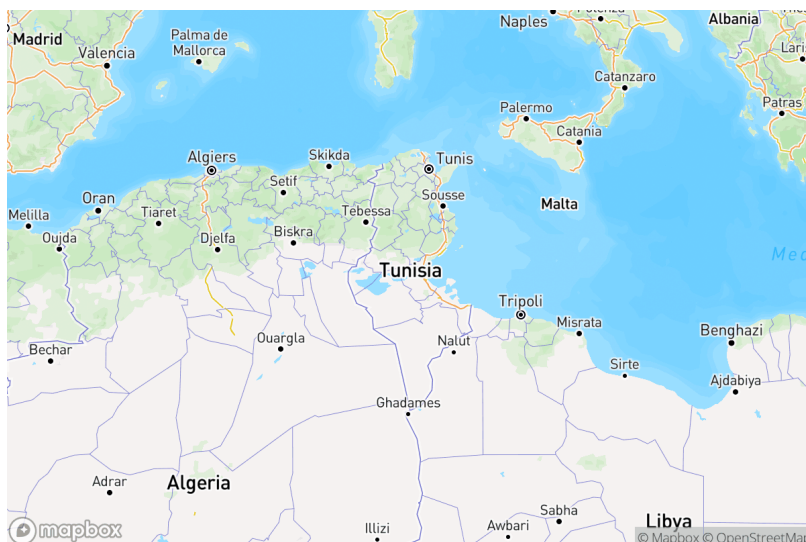 Naples
Potenza
Albania
Madrid
Palma de
Mallorca
Valencia
Catanzaro
Palermo
Patras
Catania
Algiers
Skikda
Tunis
Setif
Sousse
Oran
Tiaret
Tebessa
Malta
Melilla
Oujda
Djelfa
Biskra
Tunisia
Tripoli
Misrata
Benghazi
Bechar
Ouargla
Nalut
Sirte
Ajdabiya
Ghadames
Adrar
Algeria
Illizi
Awbari
Sabha
Libya
mapbox
© Mapbox © OpenStreetMap